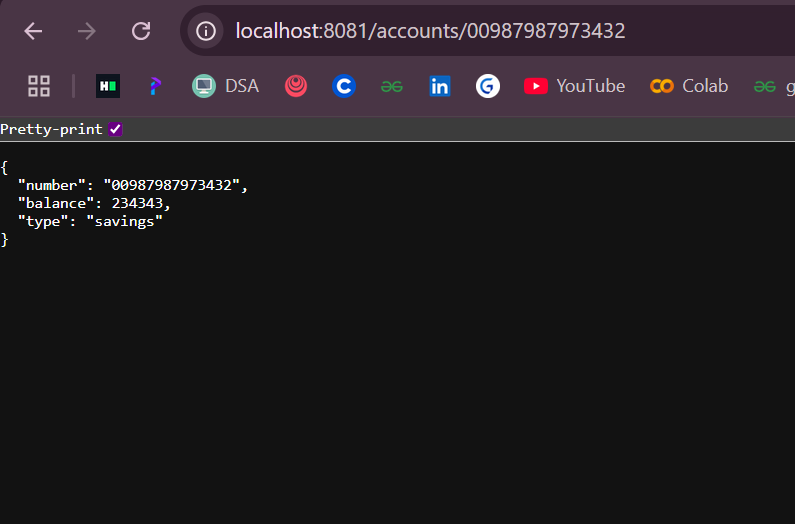 localhost:8081/accounts/00987987973432
DSA YouTube Colab g
Pretty-print
{
"number": "00987987973432",
"balance": 234343,
"type": "savings"
}